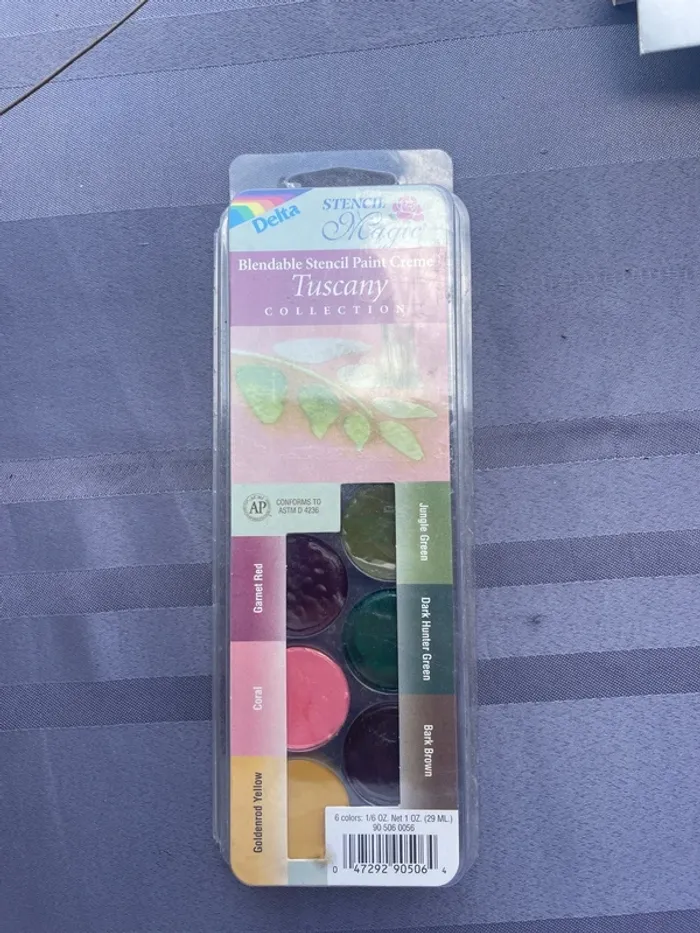 Delta
STENCIL
Magic
Blendable Stencil Paint Creme
Tuscany
COLLECTION
AP
CONFORMS TO
ASTM D 4236
Jungle Green
Garnet Red
Dark Hunter Green
Coral
Bark Brown
Goldenrod Yellow
6 colors: 1/6 OZ. Net 1 OZ. (29 ML.)
90 506 0056
0 47292 90506 4